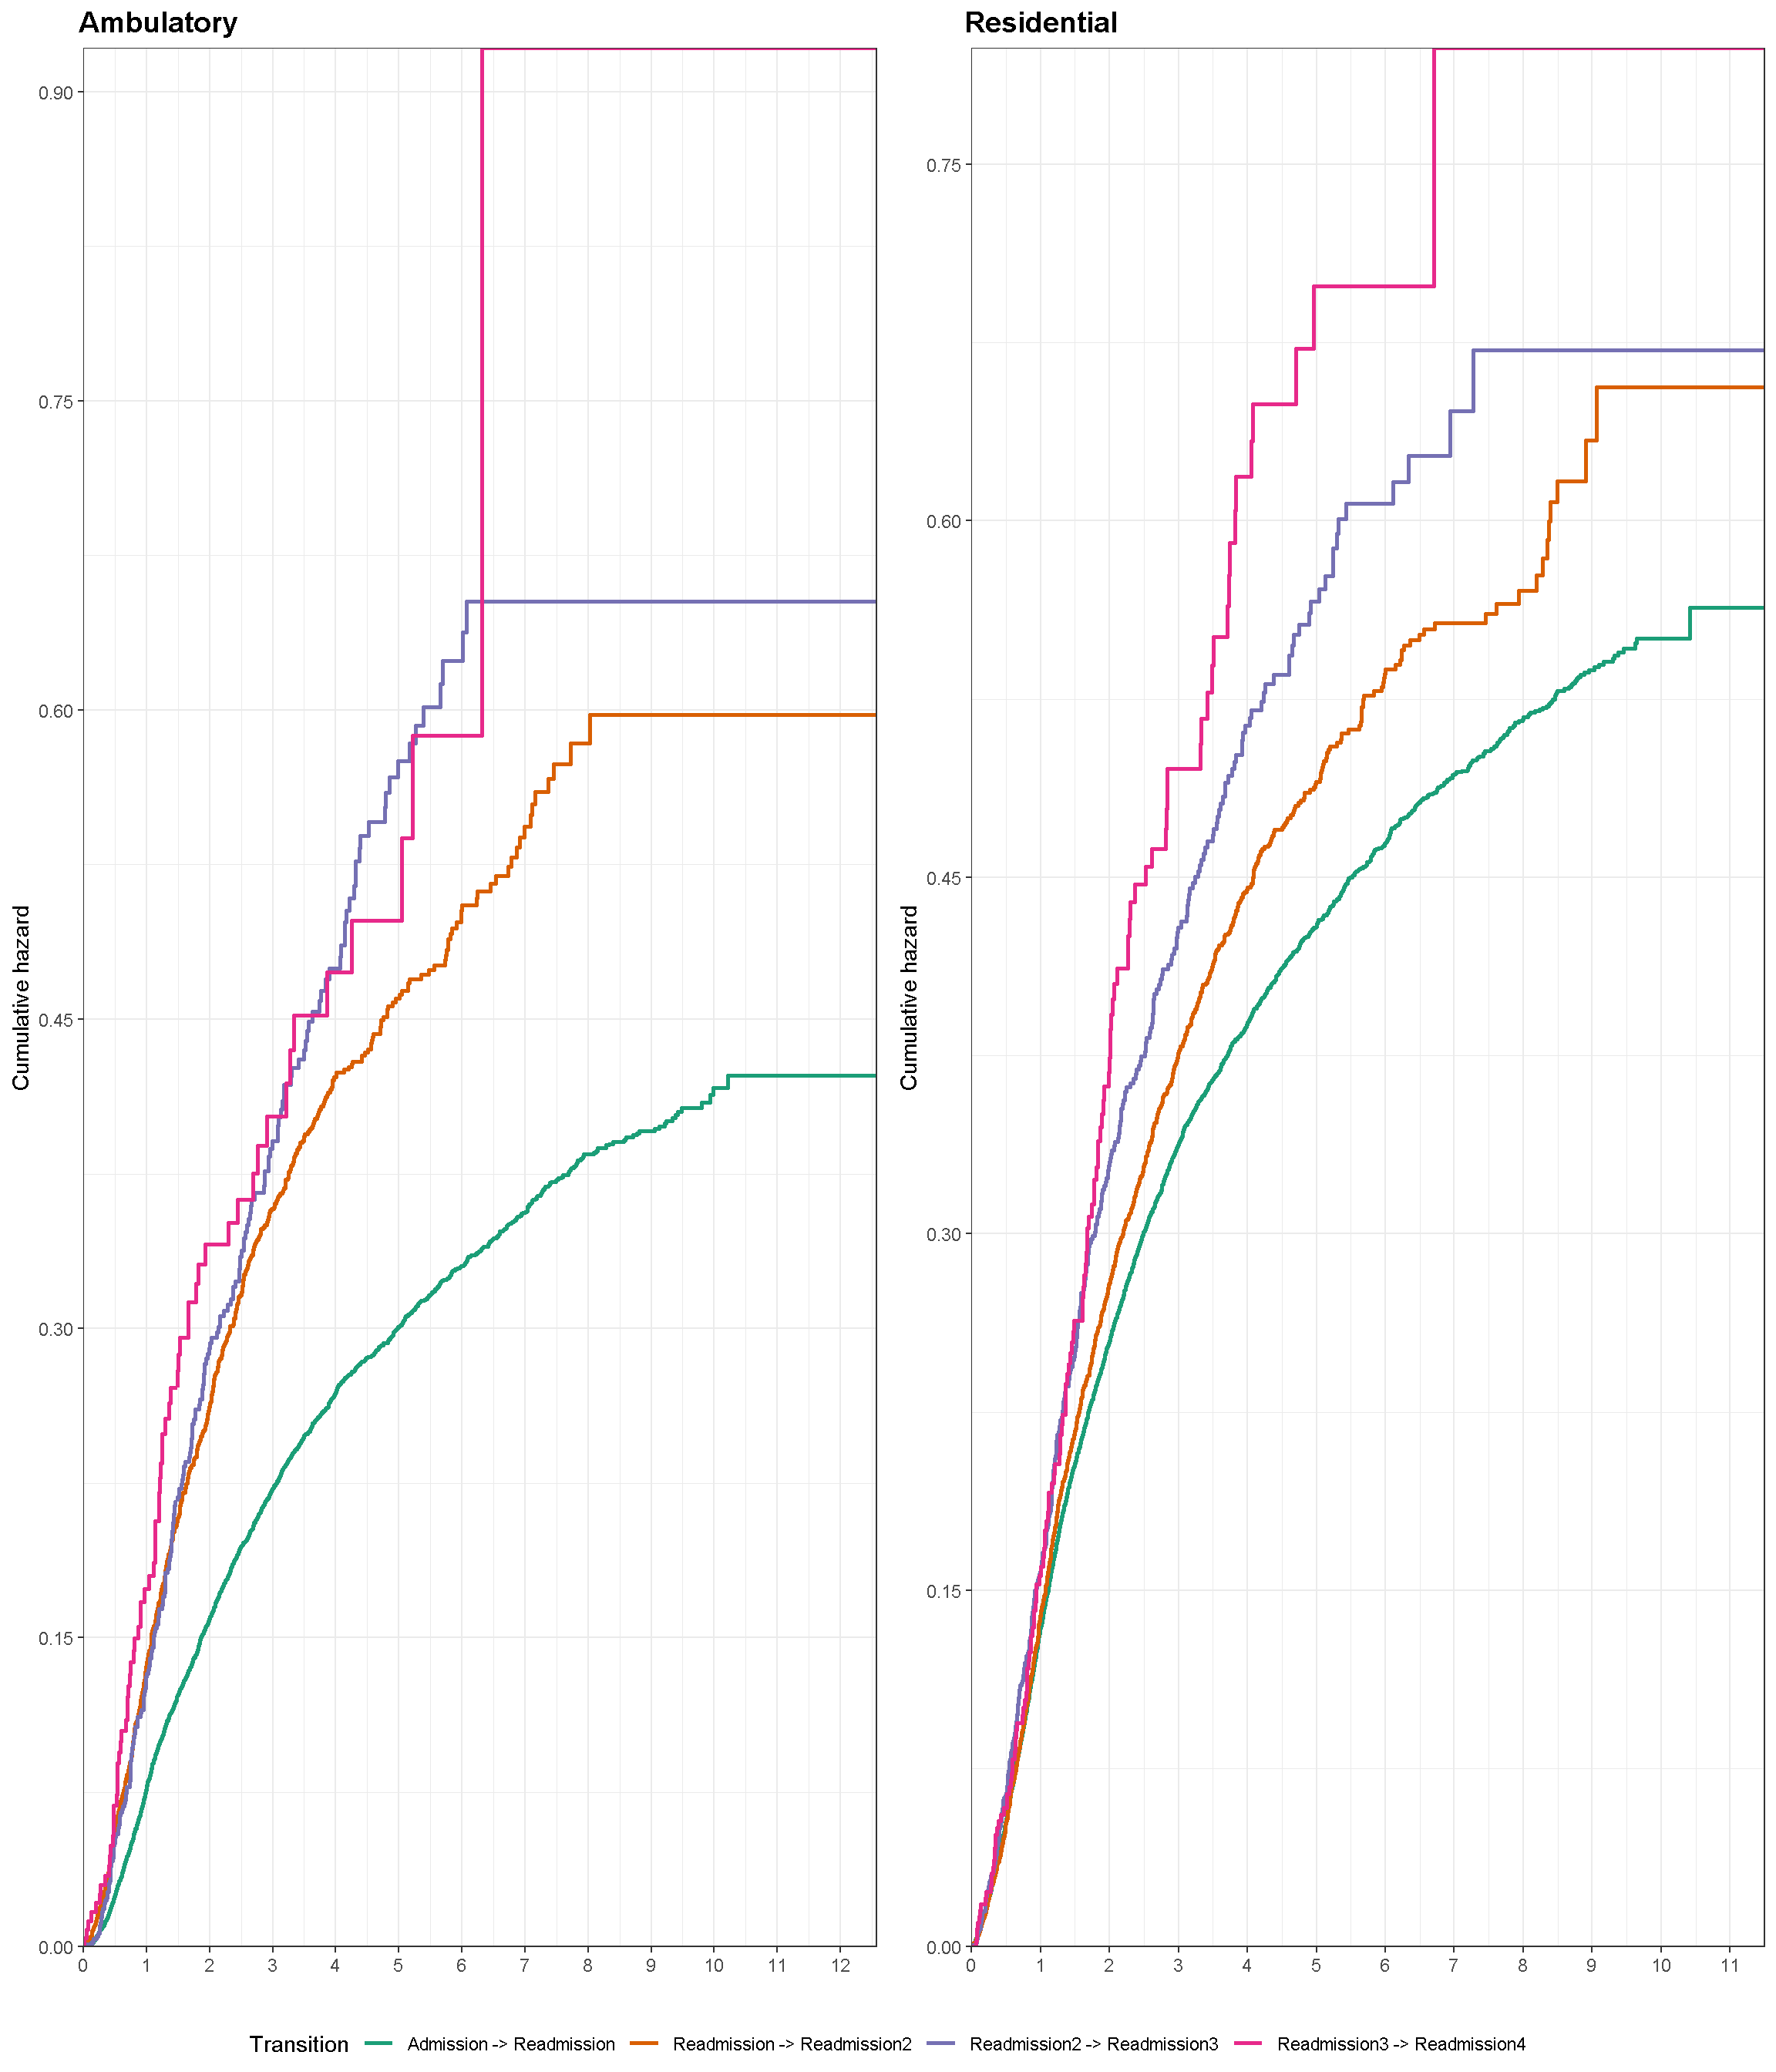 Ambulatory
Cumulative hazard
0.90
0.75
0.60
0.45
0.30
0.15
0.00
0 1 2 3 4 5 6 7 8 9 10 11 12
Residential
Cumulative hazard
0.75
0.60
0.45
0.30
0.15
0.00
0 1 2 3 4 5 6 7 8 9 10 11
Transition Admission -> Readmission Readmission -> Readmission2 Readmission2 -> Readmission3 Readmission3 -> Readmission4